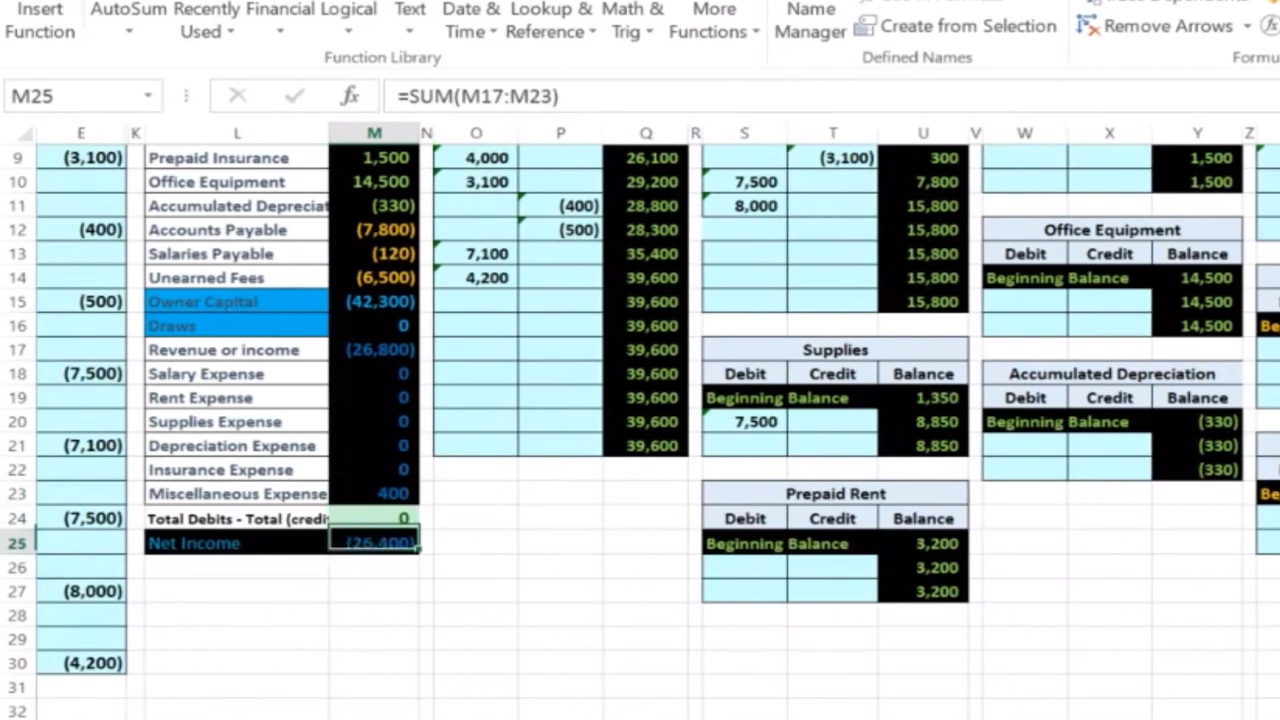 Insert AutoSum Recently Financial Logical Text Date & Lookup & Math & More Name
Function Used Time Reference Trig Functions Manager Create from Selection Remove Arrows
Function Library Defined Names Formu
M25 =SUM(M17:M23)
E K L M N O P Q R S T U V W X Y Z
9 (3,100) Prepaid Insurance 1,500 4,000 26,100 (3,100) 300 1,500
10 Office Equipment 14,500 3,100 29,200 7,500 7,800 1,500
11 Accumulated Depreciat (330) (400) 28,800 8,000 15,800
12 (400) Accounts Payable (7,800) (500) 28,300 15,800 Office Equipment
13 Salaries Payable (120) 7,100 35,400 15,800 Debit Credit Balance
14 Unearned Fees (6,500) 4,200 39,600 15,800 Beginning Balance 14,500
15 (500) Owner Capital (42,300) 39,600 15,800 14,500
16 Draws 0 39,600 14,500 Be
17 Revenue or income (26,800) 39,600 Supplies
18 (7,500) Salary Expense 0 39,600 Debit Credit Balance Accumulated Depreciation
19 Rent Expense 0 39,600 Beginning Balance 1,350 Debit Credit Balance
20 Supplies Expense 0 39,600 7,500 8,850 Beginning Balance (330)
21 (7,100) Depreciation Expense 0 39,600 8,850 (330)
22 Insurance Expense 0 (330)
23 Miscellaneous Expense 400 Prepaid Rent Be
24 (7,500) Total Debits - Total (credi 0 Debit Credit Balance
25 Net Income (26,400) Beginning Balance 3,200
26 3,200
27 (8,000) 3,200
28
29
30 (4,200)
31
32